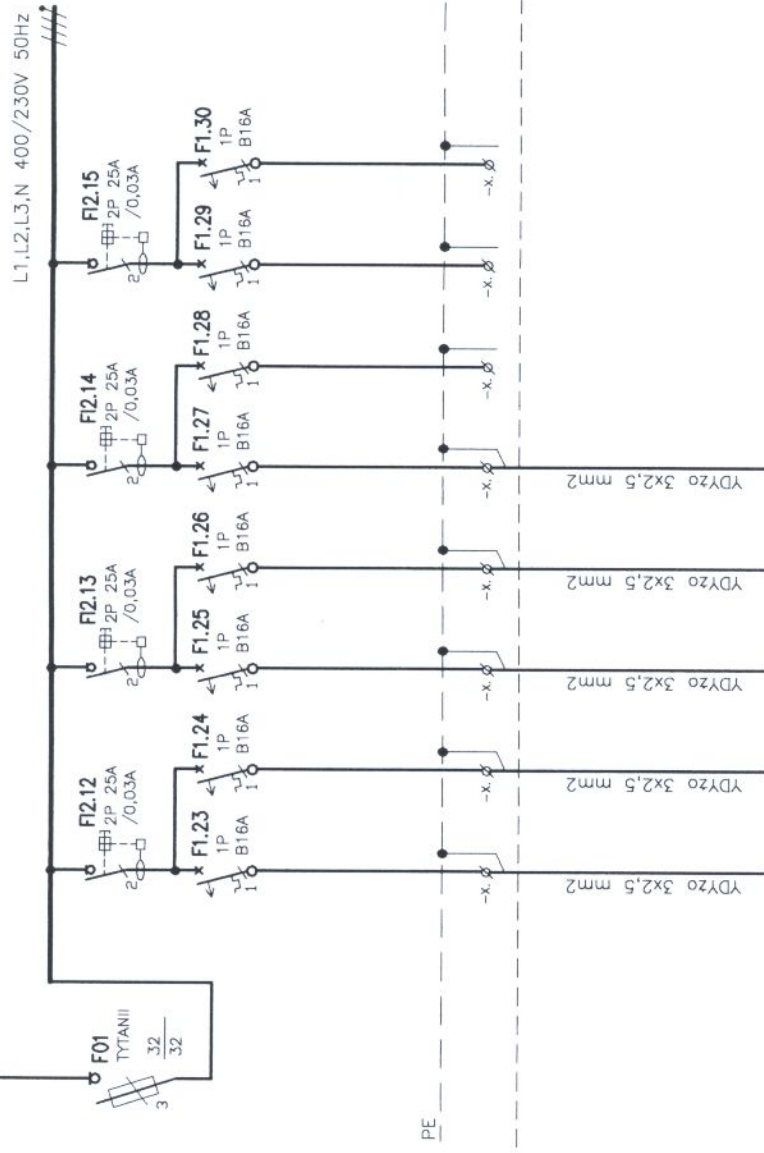 L1,L2,L3,N 400/230V 50Hz
F01
TYTANII
32
32
3
FI2.12
2P 25A
/0,03A
2
F1.23
1P
B16A
1
F1.24
1P
B16A
1
FI2.13
2P 25A
/0,03A
2
F1.25
1P
B16A
1
F1.26
1P
B16A
1
FI2.14
2P 25A
/0,03A
2
F1.27
1P
B16A
1
F1.28
1P
B16A
1
FI2.15
2P 25A
/0,03A
2
F1.29
1P
B16A
1
F1.30
1P
B16A
1
PE
-X.
-X.
-X.
-X.
-X.
-X.
-X.
-X.
YDYżo 3x2,5 mm2
YDYżo 3x2,5 mm2
YDYżo 3x2,5 mm2
YDYżo 3x2,5 mm2
YDYżo 3x2,5 mm2